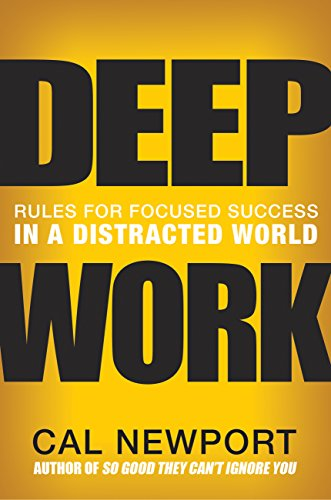 DEEP
RULES FOR FOCUSED SUCCESS
IN A DISTRACTED WORLD
WORK
CAL NEWPORT
AUTHOR OF SO GOOD THEY CAN'T IGNORE YOU